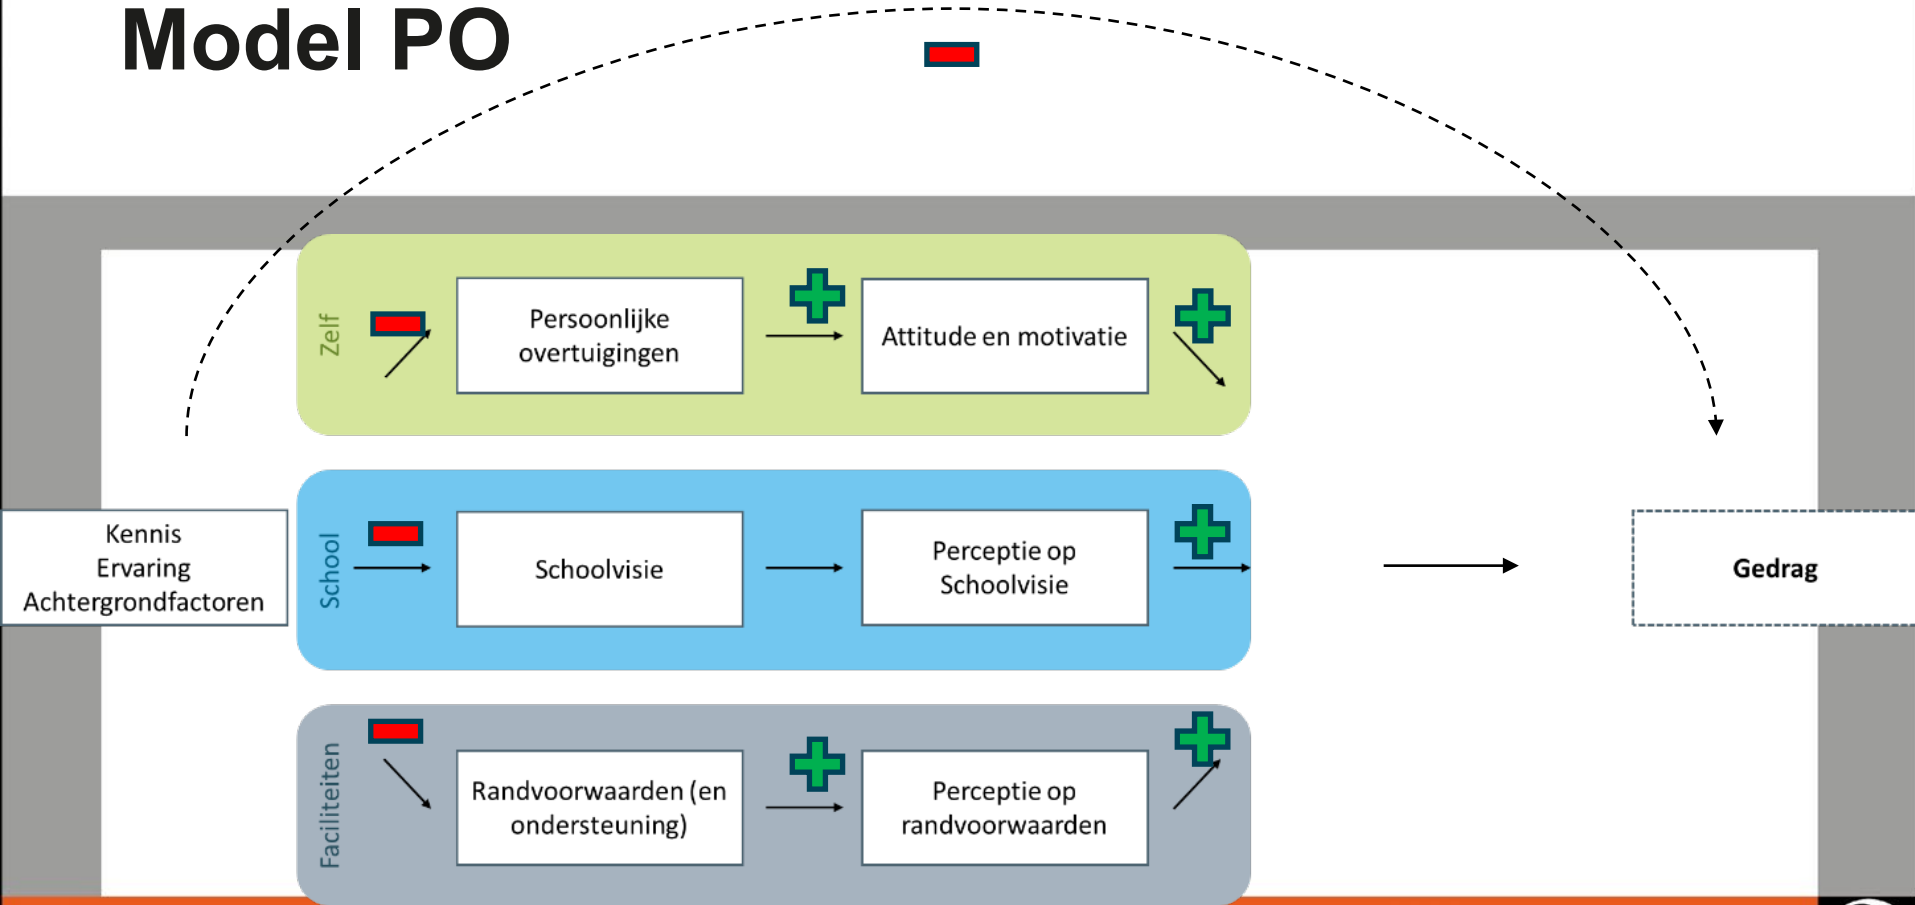 Model PO
Zelf
Persoonlijke
overtuigingen
Attitude en motivatie
Kennis
Ervaring
Achtergrondfactoren
School
Schoolvisie
Perceptie op
Schoolvisie
Gedrag
Faciliteiten
Randvoorwaarden (en
ondersteuning)
Perceptie op
randvoorwaarden